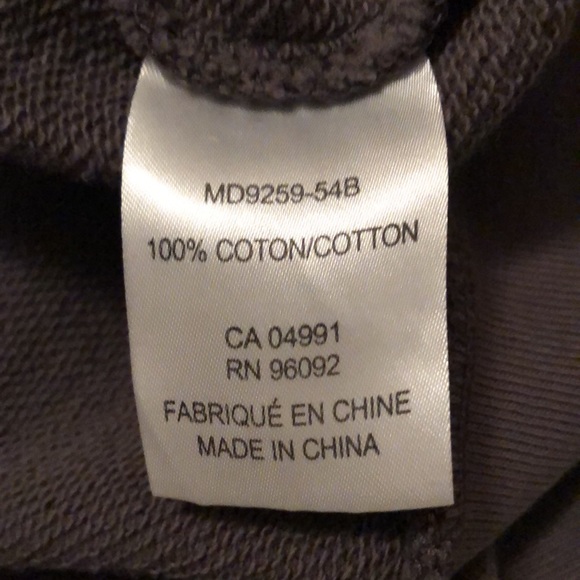 MD9259-54B
100% COTON/COTTON
CA 04991
RN 96092
FABRIQUÉ EN CHINE
MADE IN CHINA